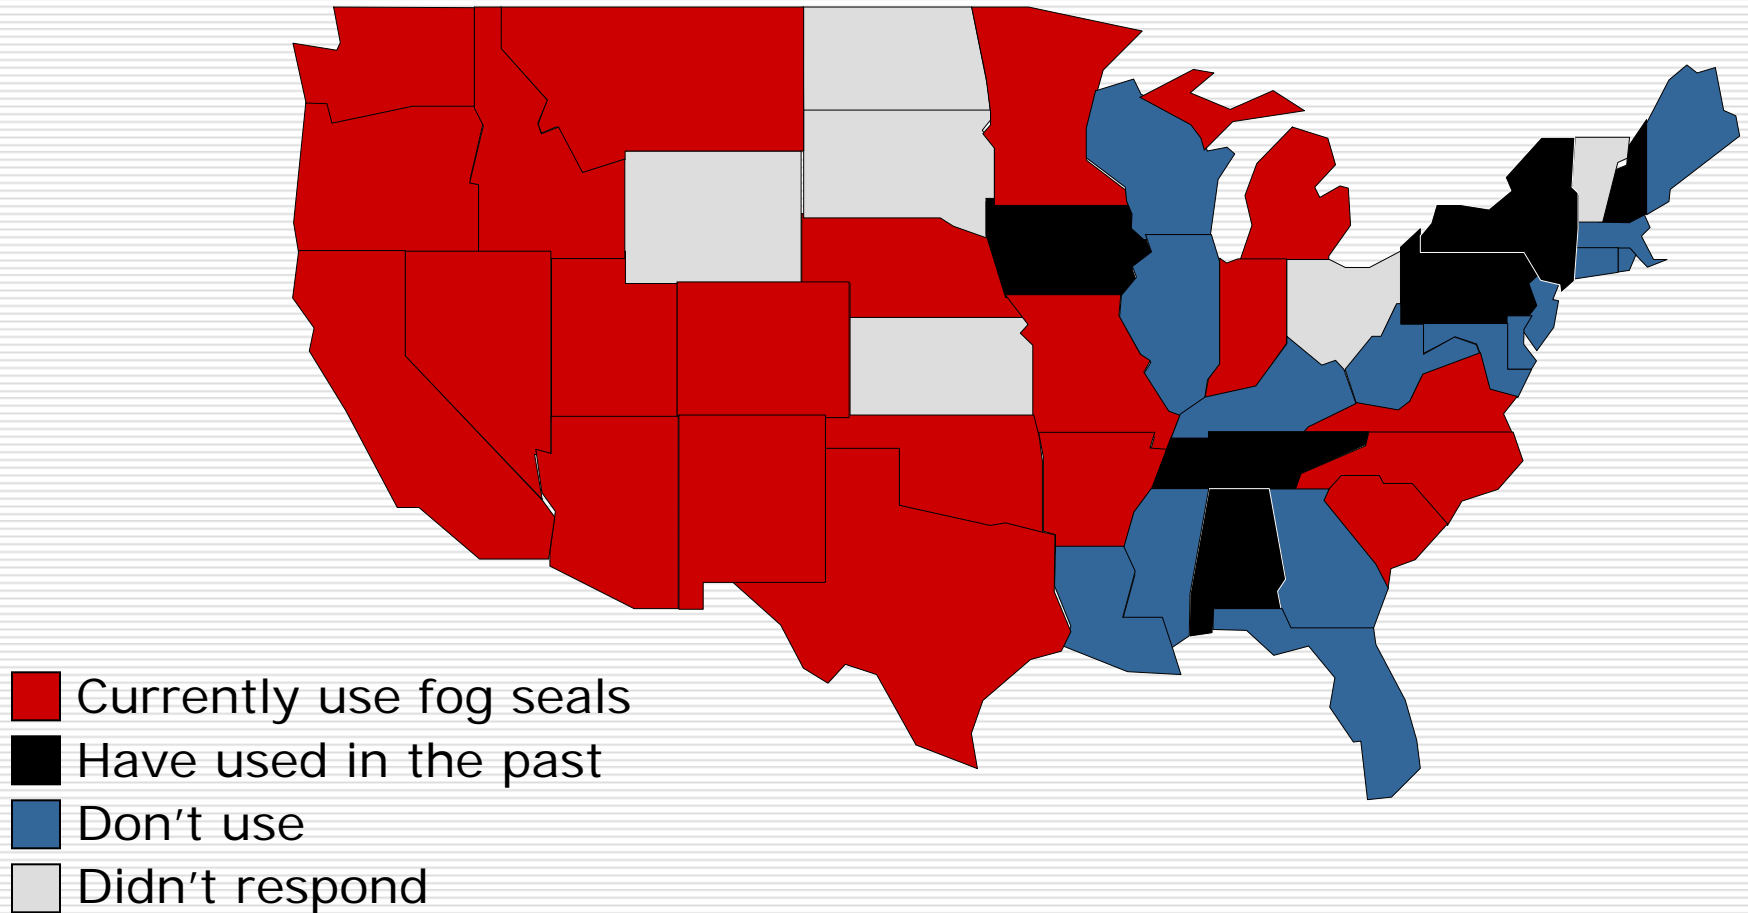 Currently use fog seals
Have used in the past
Don't use
Didn't respond